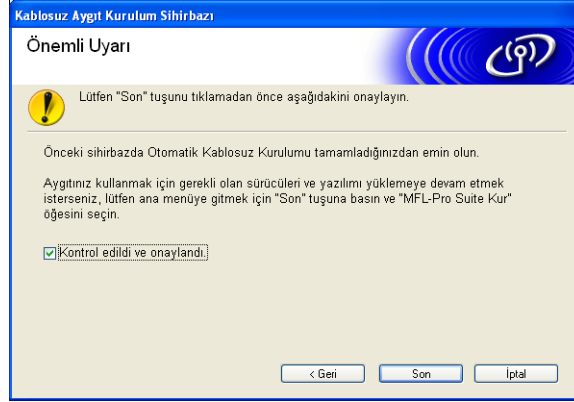 Kablosuz Aygıt Kurulum Sihirbazı
Önemli Uyarı
Lütfen "Son" tuşunu tıklamadan önce aşağıdakini onaylayın.
Önceki sihirbazda Otomatik Kablosuz Kurulumu tamamladığınızdan emin olun.
Aygıtınız kullanmak için gerekli olan sürücüleri ve yazılımı yüklemeye devam etmek
isterseniz, lütfen ana menüye gitmek için "Son" tuşuna basın ve "MFL-Pro Suite Kur"
öğesini seçin.
Kontrol edildi ve onaylandı.
< Geri
Son
İptal